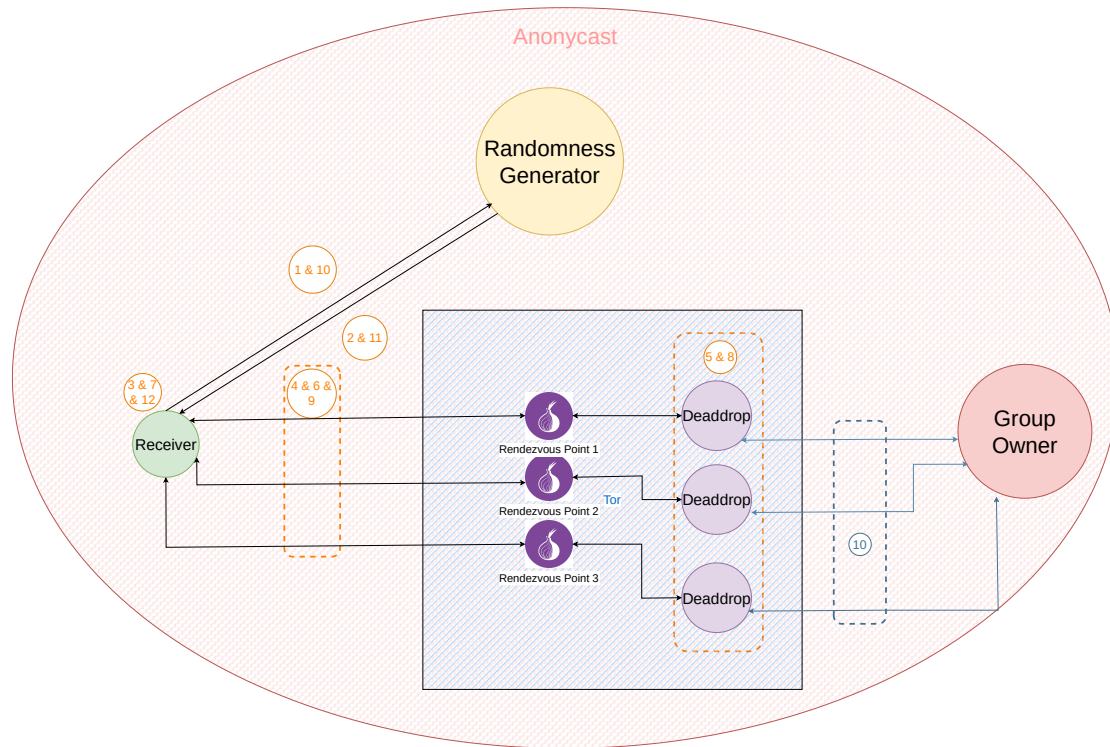 Anonycast
Randomness
Generator
1 & 10
2 & 11
3 & 7
& 12
4 & 6 &
9
5 & 8
Receiver
Deaddrop
Group
Owner
Rendezvous Point 1
Deaddrop
Tor
Rendezvous Point 2
10
Rendezvous Point 3
Deaddrop